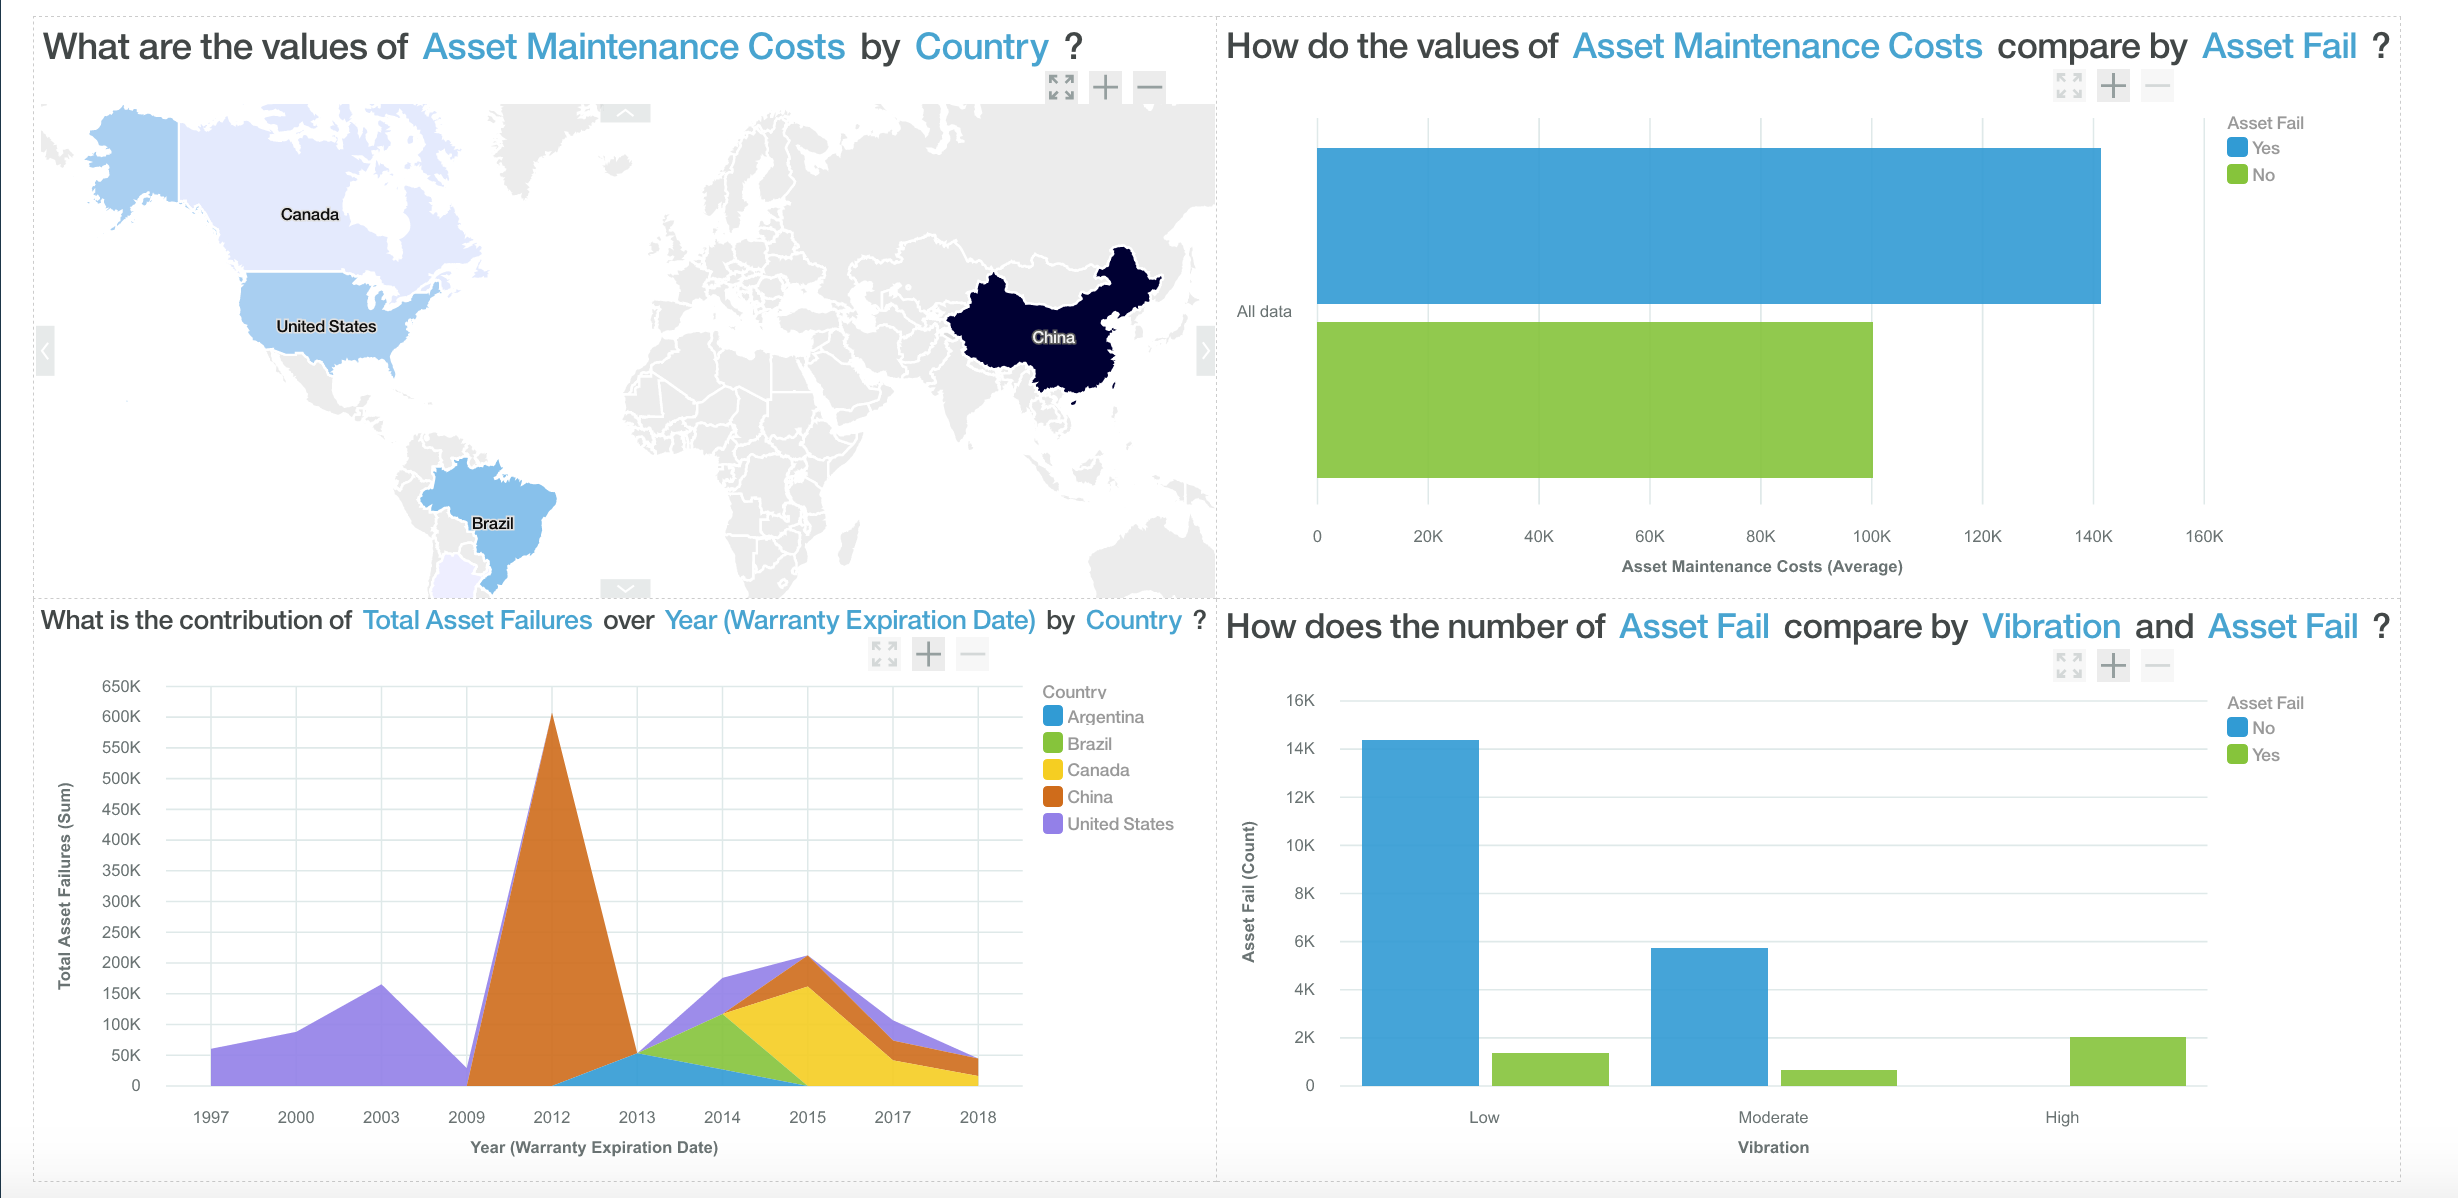 What are the values of Asset Maintenance Costs by Country ?
Canada
United States
China
Brazil
How do the values of Asset Maintenance Costs compare by Asset Fail ?
Asset Fail
Yes
No
All data
0 20K 40K 60K 80K 100K 120K 140K 160K
Asset Maintenance Costs (Average)
What is the contribution of Total Asset Failures over Year (Warranty Expiration Date) by Country ?
650K
600K
550K
500K
450K
400K
350K
300K
250K
200K
150K
100K
50K
0
Total Asset Failures (Sum)
1997 2000 2003 2009 2012 2013 2014 2015 2017 2018
Year (Warranty Expiration Date)
Country
Argentina
Brazil
Canada
China
United States
How does the number of Asset Fail compare by Vibration and Asset Fail ?
16K
14K
12K
10K
8K
6K
4K
2K
0
Asset Fail (Count)
Low Moderate High
Vibration
Asset Fail
No
Yes